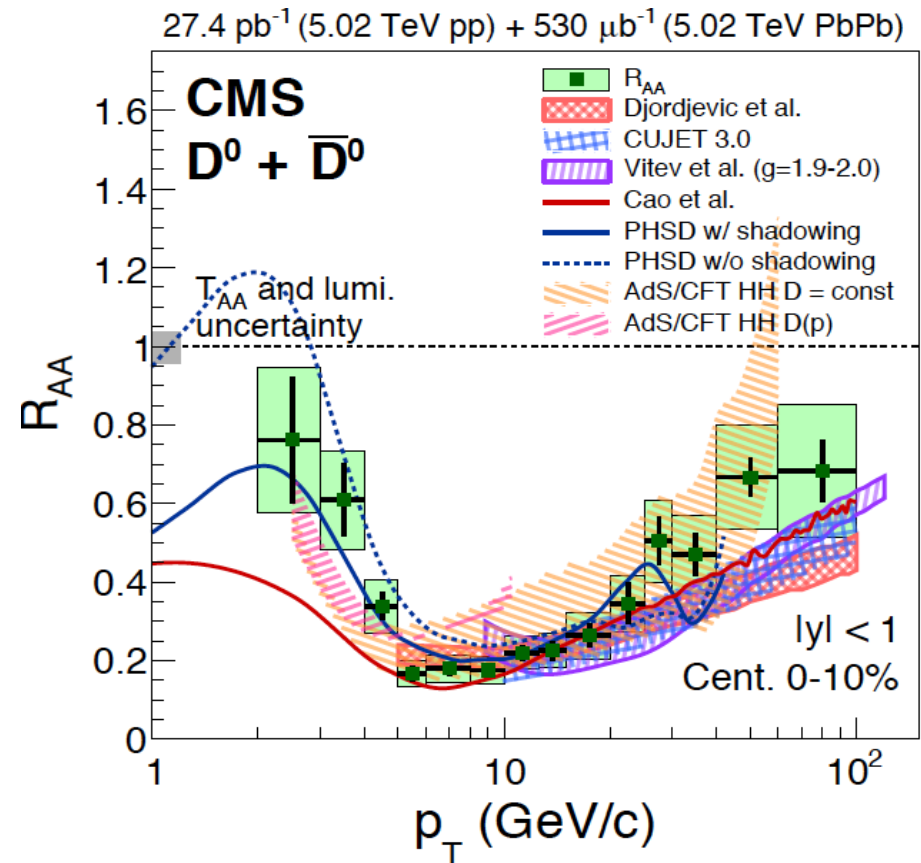 27.4 pb⁻¹ (5.02 TeV pp) + 530 μb⁻¹ (5.02 TeV PbPb)
CMS
D⁰ + D̅⁰
R_AA
Djordjevic et al.
CUJET 3.0
Vitev et al. (g=1.9-2.0)
Cao et al.
PHSD w/ shadowing
PHSD w/o shadowing
AdS/CFT HH D = const
AdS/CFT HH D(p)
T_AA and lumi.
uncertainty
R_AA
1.6
1.4
1.2
1
0.8
0.6
0.4
0.2
0
|y| < 1
Cent. 0-10%
1 10 10²
p_T (GeV/c)